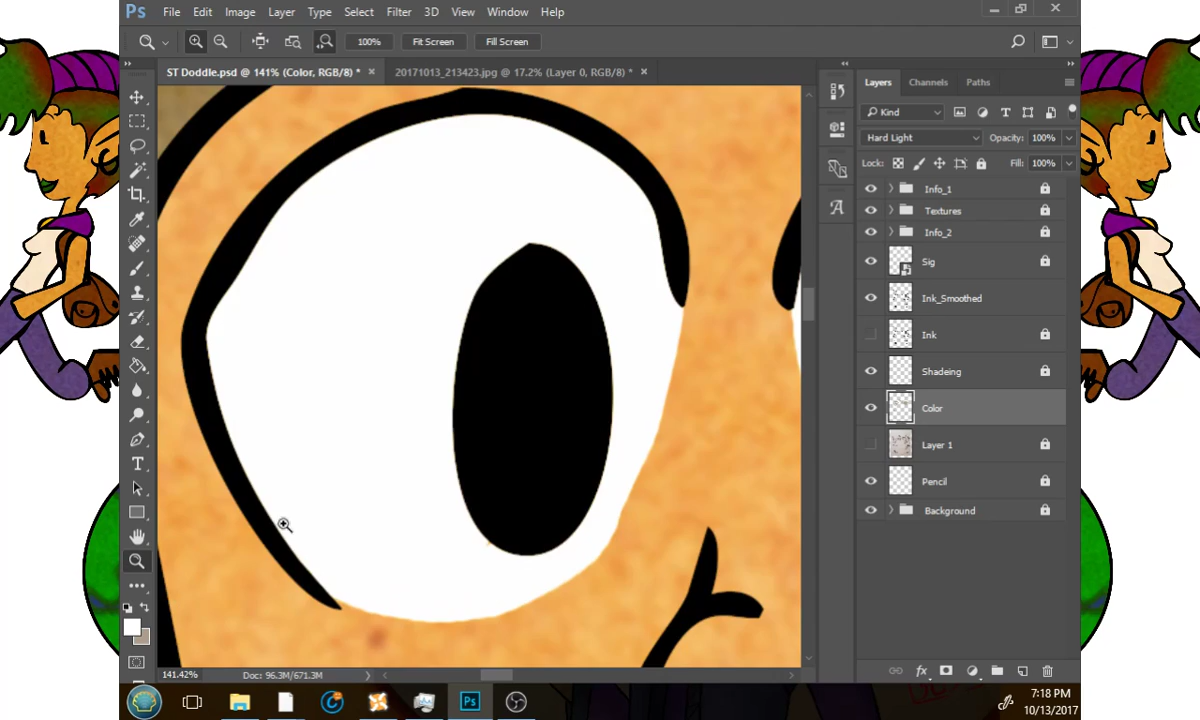 Ps File Edit Image Layer Type Select Filter 3D View Window Help
100% Fit Screen Fill Screen
ST Doddle.psd @ 141% (Color, RGB/8) * × 20171013_213423.jpg @ 17.2% (Layer 0, RGB/8) * ×
Layers Channels Paths
Kind
Hard Light Opacity: 100%
Lock: Fill: 100%
Info_1
Textures
Info_2
Sig
Ink_Smoothed
Ink
Shadeing
Color
Layer 1
Pencil
Background
141.42% Doc: 96.3M/671.3M
Ps
7:18 PM
10/13/2017